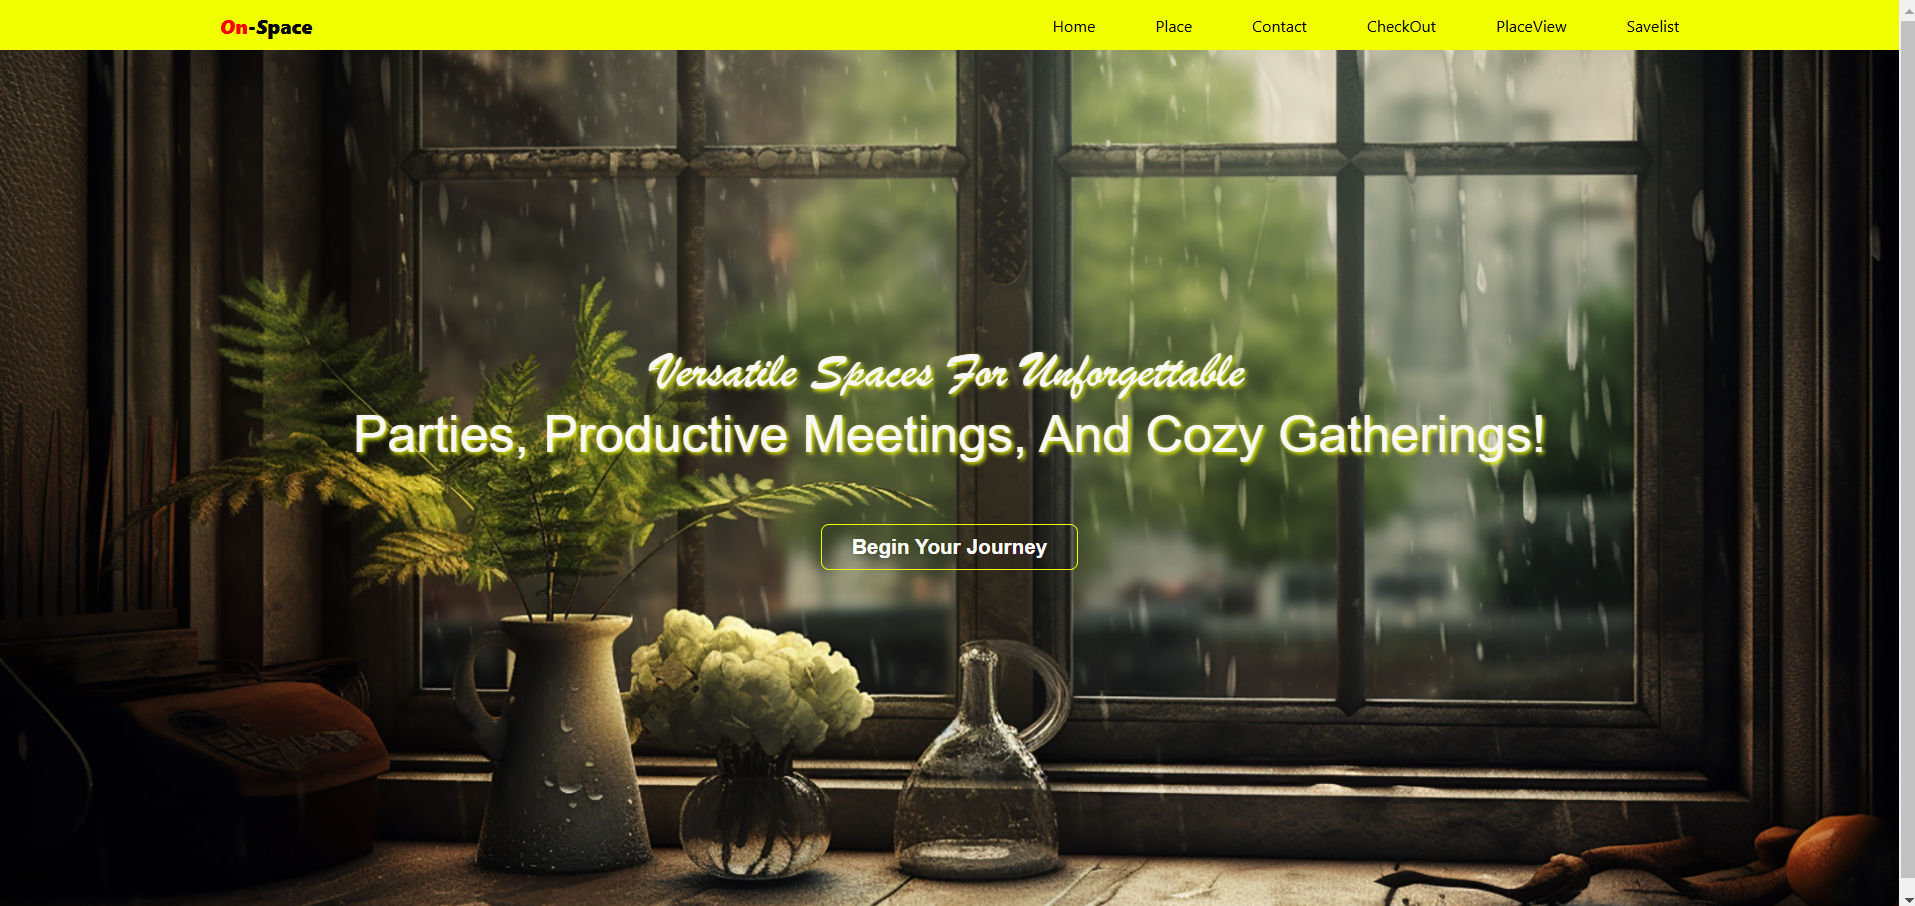 On-Space
Home Place Contact CheckOut PlaceView Savelist
Versatile Spaces For Unforgettable
Parties, Productive Meetings, And Cozy Gatherings!
Begin Your Journey